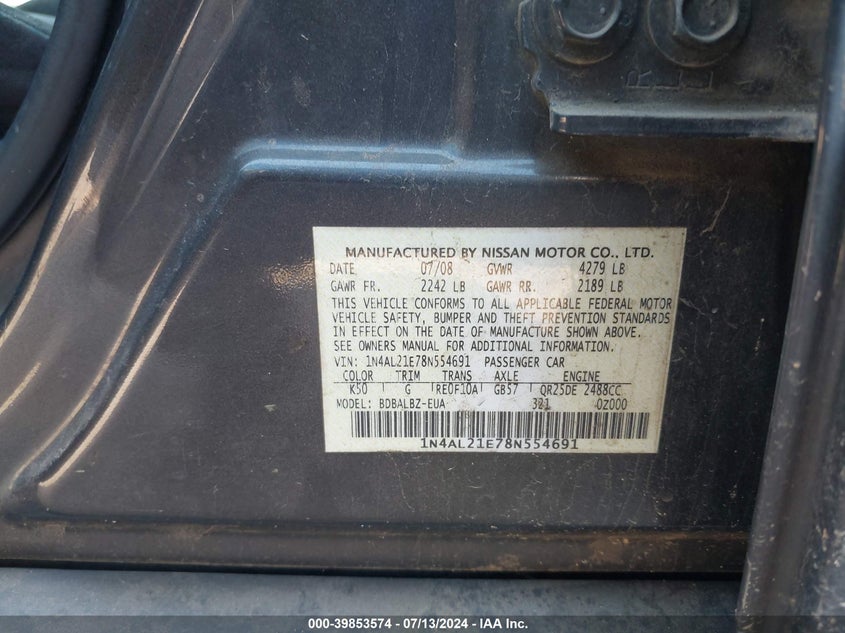 MANUFACTURED BY NISSAN MOTOR CO., LTD.
DATE 07/08 GVWR 4279 LB
GAWR FR. 2242 LB GAWR RR. 2189 LB
THIS VEHICLE CONFORMS TO ALL APPLICABLE FEDERAL MOTOR
VEHICLE SAFETY, BUMPER AND THEFT PREVENTION STANDARDS
IN EFFECT ON THE DATE OF MANUFACTURE SHOWN ABOVE.
SEE OWNERS MANUAL FOR ADDITIONAL INFORMATION.
VIN: 1N4AL21E78N554691 PASSENGER CAR
COLOR TRIM TRANS AXLE ENGINE
K50 G RE0F10A GB57 QR25DE 2488CC
MODEL: BDBALBZ-EUA 321 0Z000
1N4AL21E78N554691
000-39853574 / 07/13/2024 - IAA Inc.